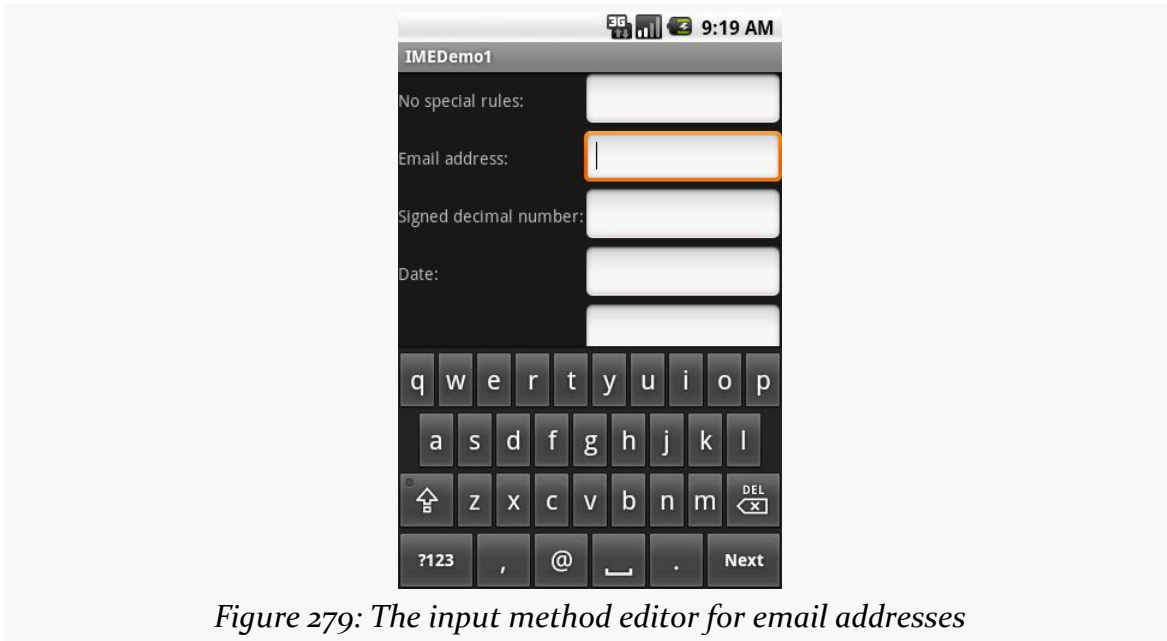 3G 9:19 AM
IMEDemo1
No special rules:
Email address:
Signed decimal number:
Date:
q w e r t y u i o p
a s d f g h j k l
z x c v b n m DEL
?123 , @ . Next
Figure 279: The input method editor for email addresses